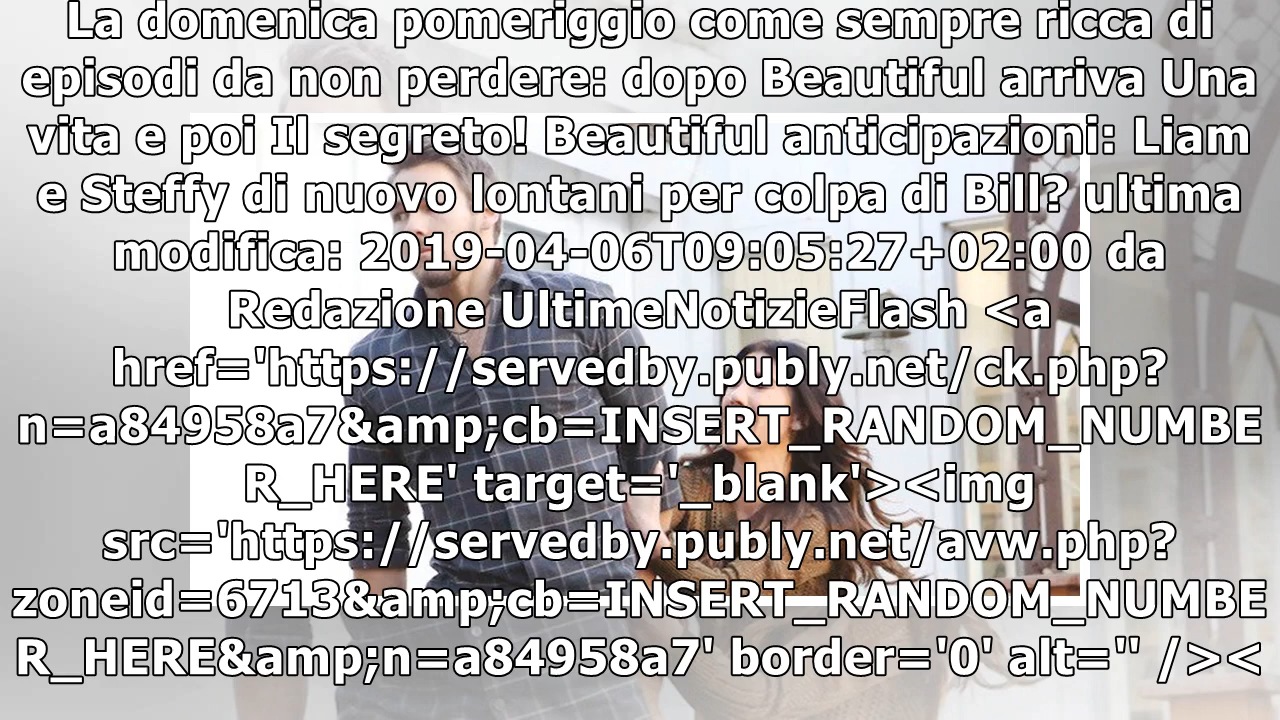 La domenica pomeriggio come sempre ricca di
episodi da non perdere: dopo Beautiful arriva Una
vita e poi Il segreto! Beautiful anticipazioni: Liam
e Steffy di nuovo lontani per colpa di Bill? ultima
modifica: 2019-04-06T09:05:27+02:00 da
Redazione UltimeNotizieFlash <a
href='https://servedby.publy.net/ck.php?
n=a84958a7&amp;cb=INSERT_RANDOM_NUMBE
R_HERE' target='_blank'><img
src='https://servedby.publy.net/avw.php?
zoneid=6713&amp;cb=INSERT_RANDOM_NUMBE
R_HERE&amp;n=a84958a7' border='0' alt='' /><